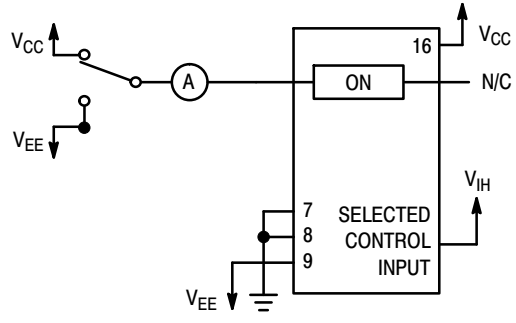 VCC
16
VCC
A
ON
N/C
VEE
VIH
7
SELECTED
8
CONTROL
9
INPUT
VEE